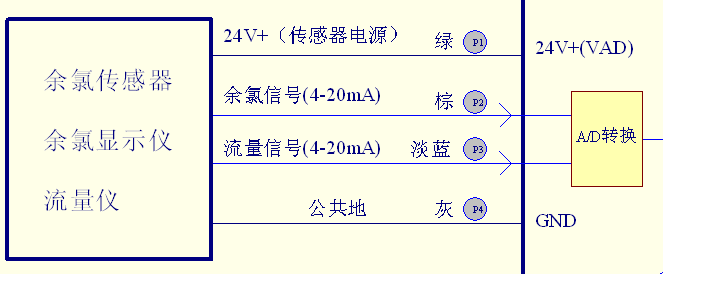 24V+（传感器电源） 绿 P1 24V+(VAD)
余氯传感器
余氯信号(4-20mA) 棕 P2
余氯显示仪
A/D转换
流量信号(4-20mA) 淡蓝 P3
流量仪
公共地 灰 P4 GND